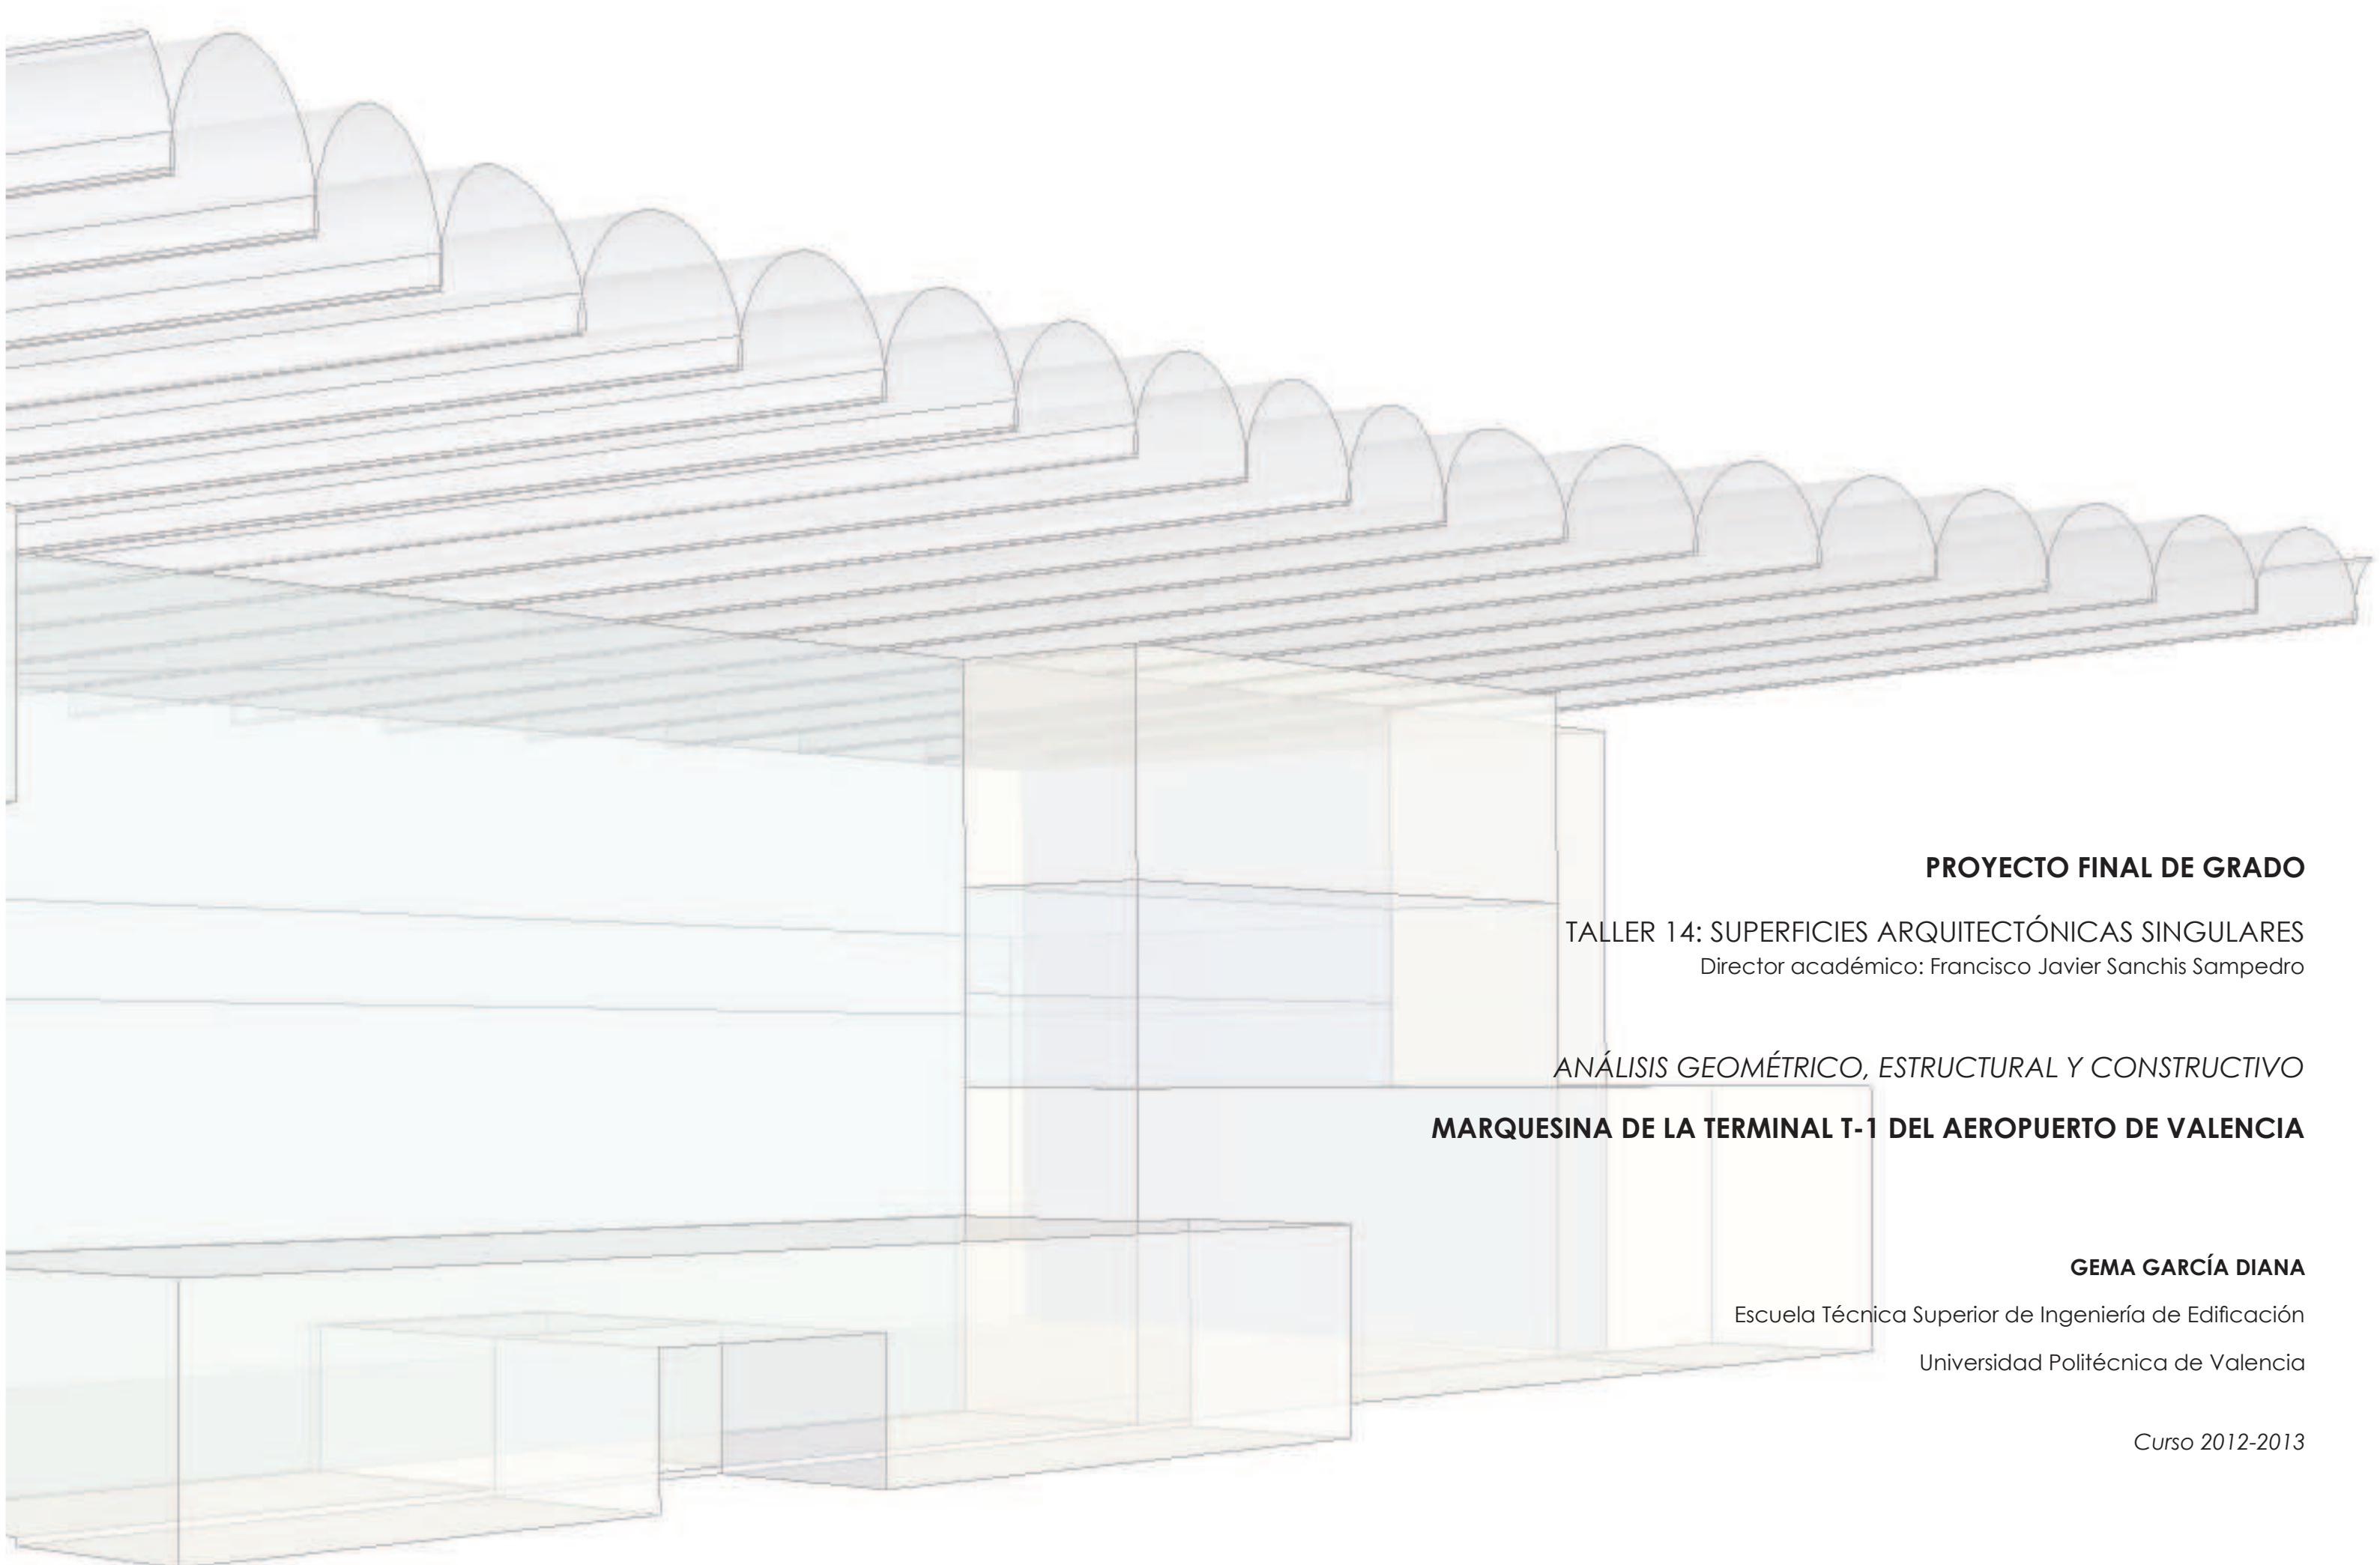 PROYECTO FINAL DE GRADO
TALLER 14: SUPERFICIES ARQUITECTÓNICAS SINGULARES
Director académico: Francisco Javier Sanchis Sampedro
ANÁLISIS GEOMÉTRICO, ESTRUCTURAL Y CONSTRUCTIVO
MARQUESINA DE LA TERMINAL T-1 DEL AEROPUERTO DE VALENCIA
GEMA GARCÍA DIANA
Escuela Técnica Superior de Ingeniería de Edificación
Universidad Politécnica de Valencia
Curso 2012-2013